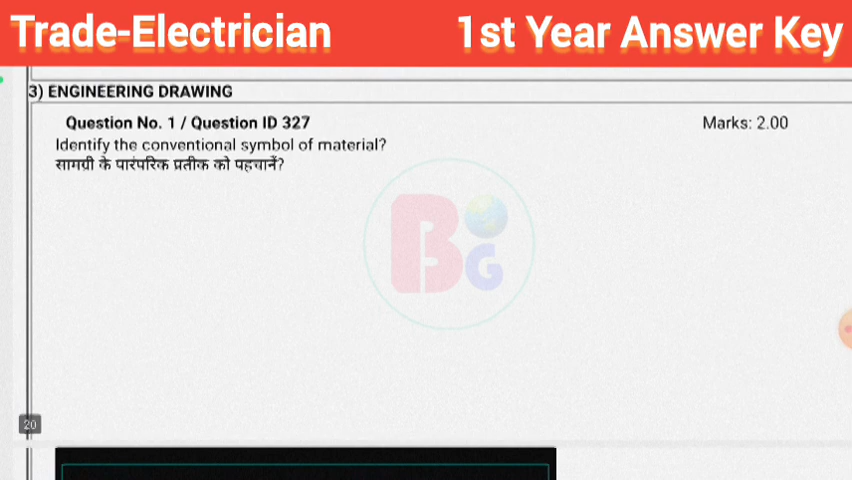 Trade-Electrician 1st Year Answer Key
3) ENGINEERING DRAWING
Question No. 1 / Question ID 327 Marks: 2.00
Identify the conventional symbol of material?
सामग्री के पारंपरिक प्रतीक को पहचानें?
B G
20